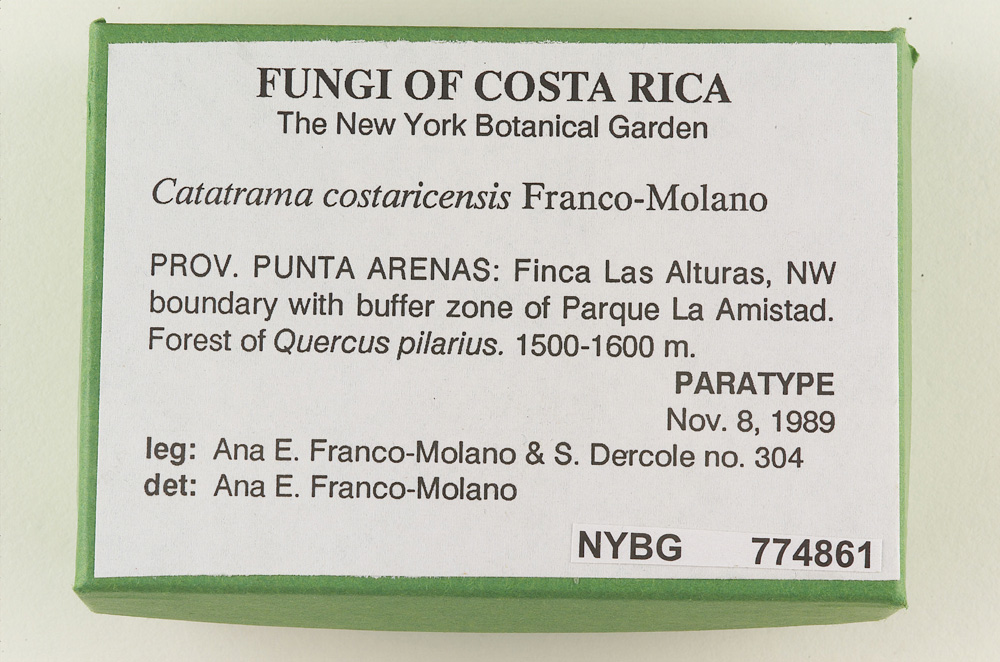 FUNGI OF COSTA RICA
The New York Botanical Garden
Catatrama costaricensis Franco-Molano
PROV. PUNTA ARENAS: Finca Las Alturas, NW
boundary with buffer zone of Parque La Amistad.
Forest of Quercus pilarius. 1500-1600 m.
PARATYPE
Nov. 8, 1989
leg: Ana E. Franco-Molano & S. Dercole no. 304
det: Ana E. Franco-Molano
NYBG 774861